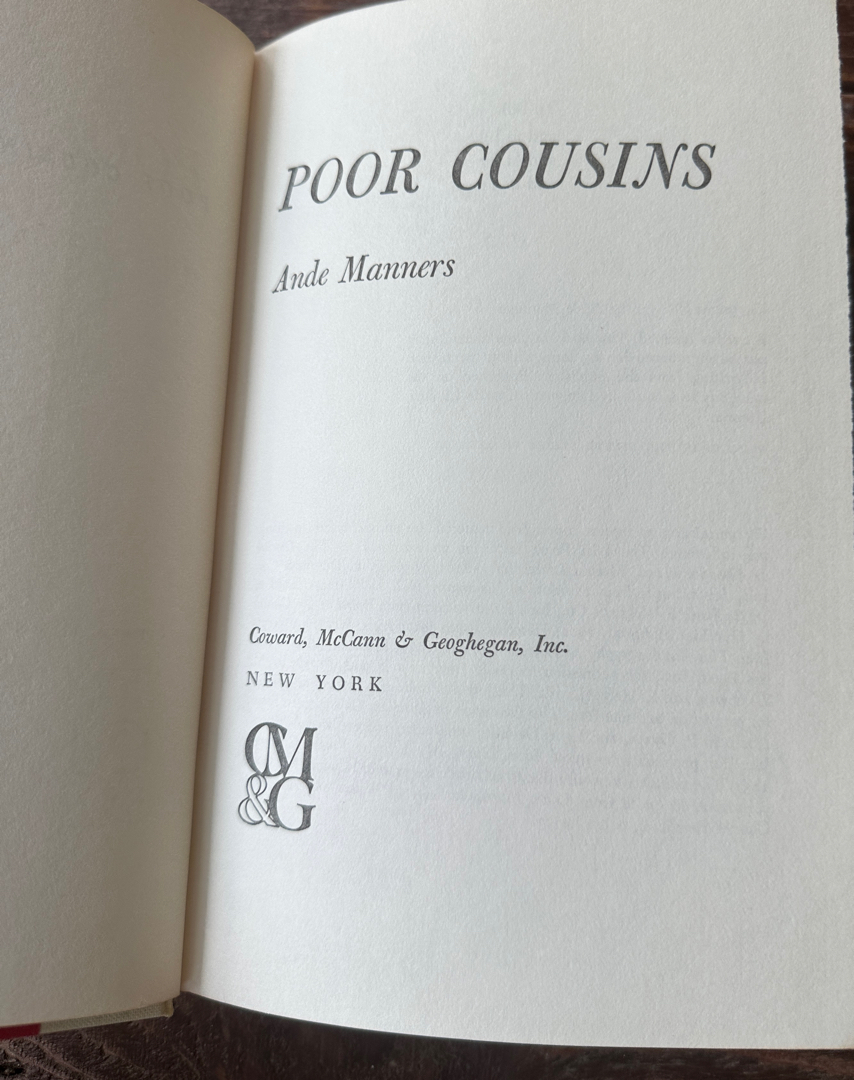 POOR COUSINS
Ande Manners
Coward, McCann & Geoghegan, Inc.
NEW YORK
CM
&G